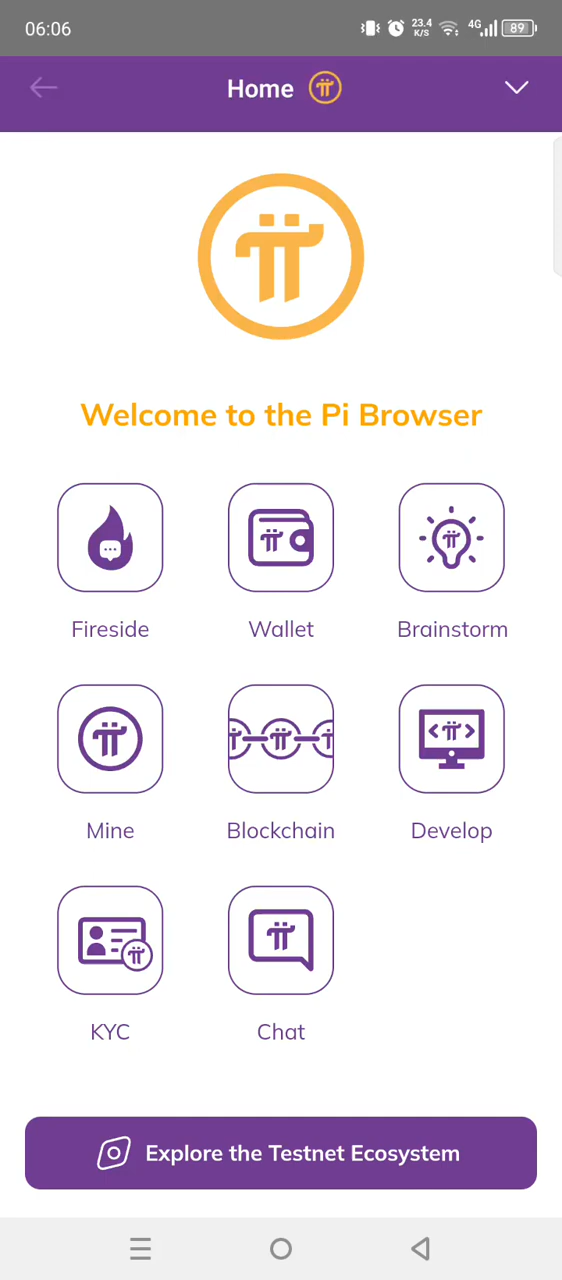 06:06
23.4
K/S
4G
89
Home
Welcome to the Pi Browser
Fireside
Wallet
Brainstorm
Mine
Blockchain
Develop
KYC
Chat
Explore the Testnet Ecosystem